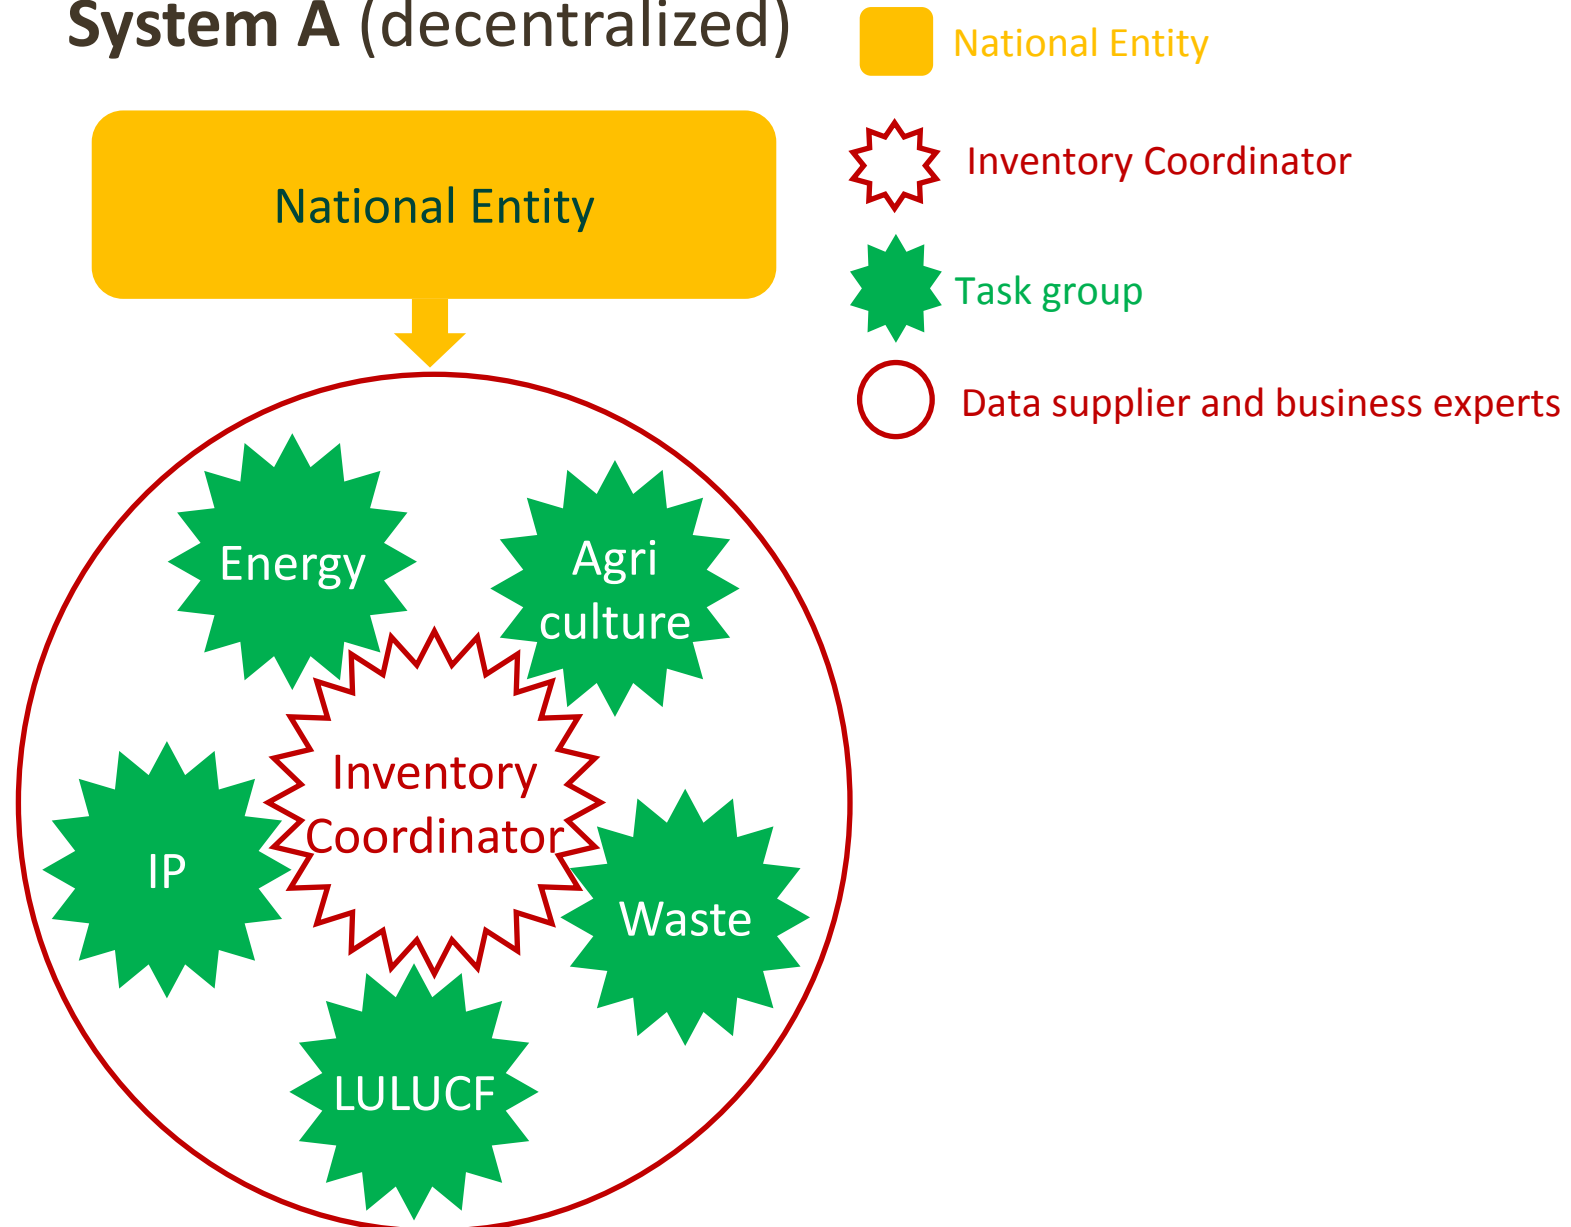 System A (decentralized)
National Entity
Inventory Coordinator
Task group
Data supplier and business experts
National Entity
Energy
Agri
culture
Inventory
Coordinator
IP
Waste
LULUCF